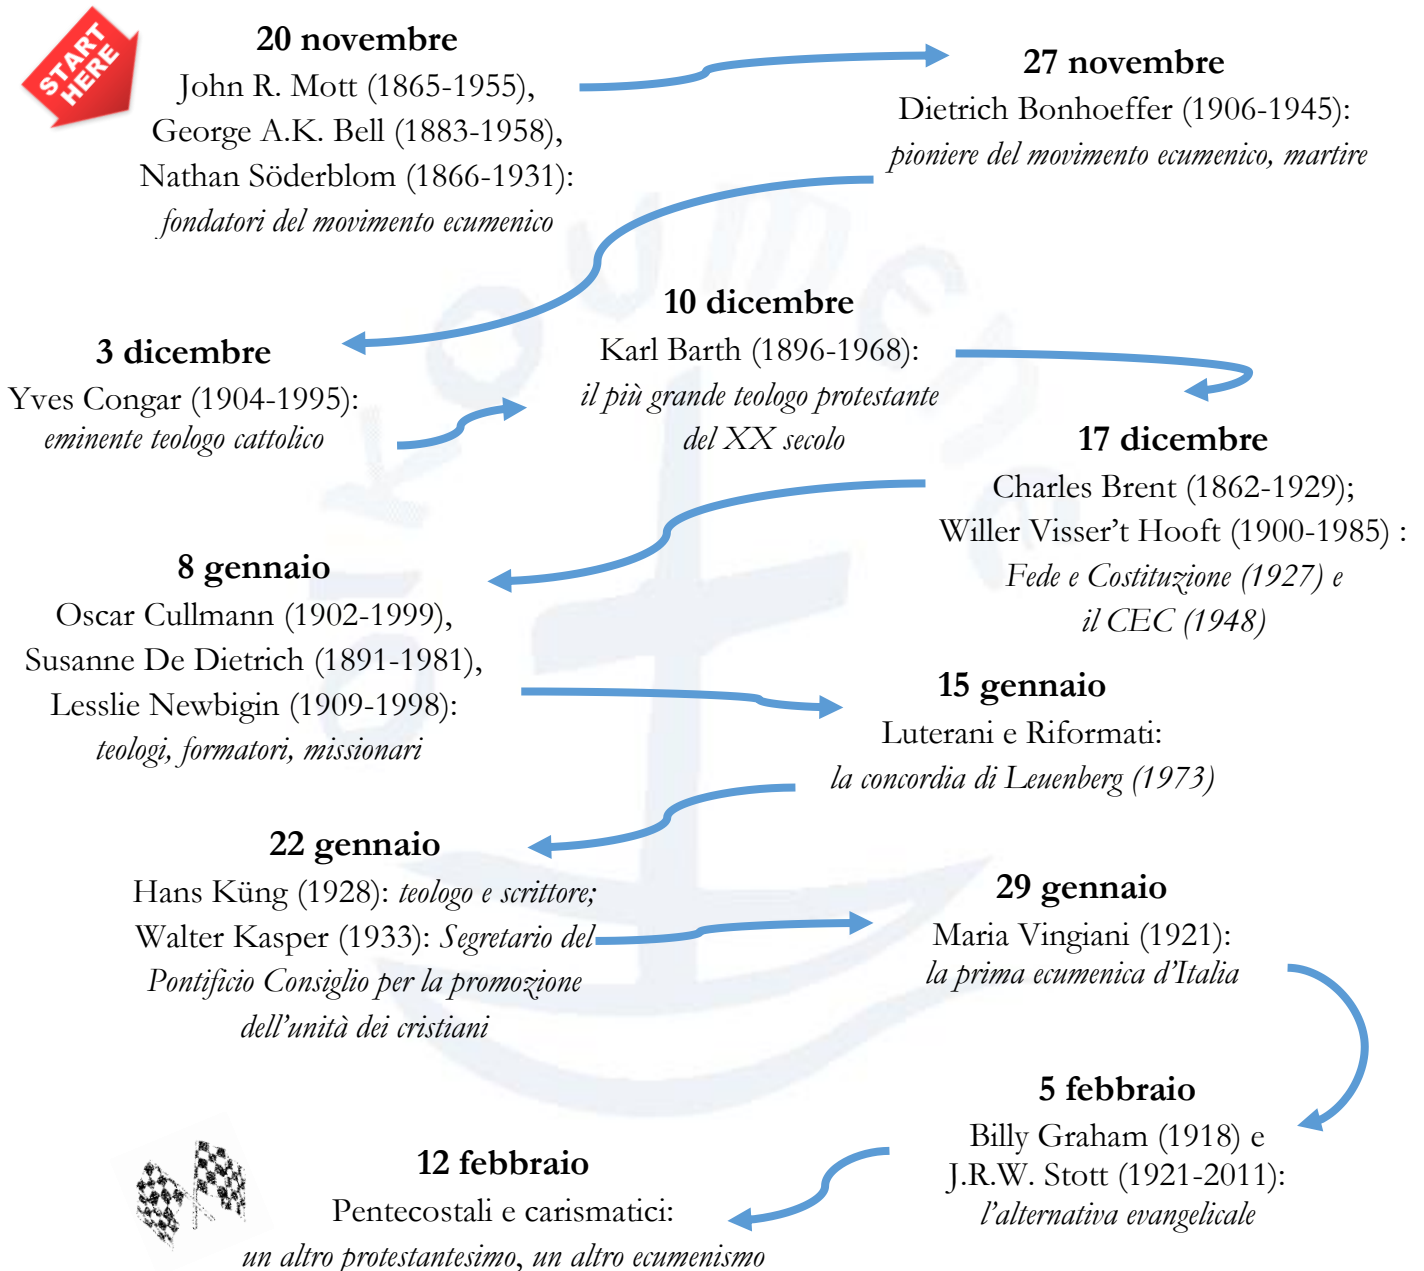 START
HERE
20 novembre
John R. Mott (1865-1955),
George A.K. Bell (1883-1958),
Nathan Söderblom (1866-1931):
fondatori del movimento ecumenico
27 novembre
Dietrich Bonhoeffer (1906-1945):
pioniere del movimento ecumenico, martire
3 dicembre
Yves Congar (1904-1995):
eminente teologo cattolico
10 dicembre
Karl Barth (1896-1968):
il più grande teologo protestante
del XX secolo
17 dicembre
Charles Brent (1862-1929);
Willer Visser’t Hooft (1900-1985) :
Fede e Costituzione (1927) e
il CEC (1948)
8 gennaio
Oscar Cullmann (1902-1999),
Susanne De Dietrich (1891-1981),
Lesslie Newbigin (1909-1998):
teologi, formatori, missionari
15 gennaio
Luterani e Riformati:
la concordia di Leuenberg (1973)
22 gennaio
Hans Küng (1928): teologo e scrittore;
Walter Kasper (1933): Segretario del
Pontificio Consiglio per la promozione
dell’unità dei cristiani
29 gennaio
Maria Vingiani (1921):
la prima ecumenica d’Italia
5 febbraio
Billy Graham (1918) e
J.R.W. Stott (1921-2011):
l’alternativa evangelicale
12 febbraio
Pentecostali e carismatici:
un altro protestantesimo, un altro ecumenismo
OIKOUMENE